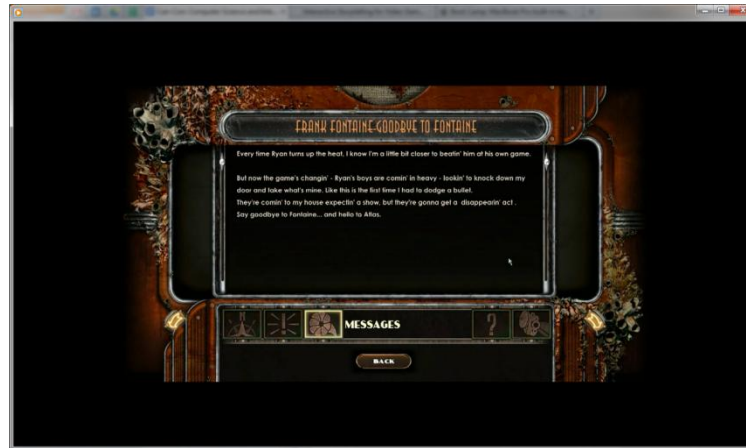 FRANK FONTAINE-GOODBYE TO FONTAINE
Every time Ryan turns up the heat, I know I'm a little bit closer to beatin' him at his own game.
But now the game's changin' - Ryan's boys are comin' in heavy - lookin' to knock down my
door and take what's mine. Like this is the first time I had to dodge a bullet.
They're comin' to my house expectin' a show, but they're gonna get a disappearin' act .
Say goodbye to Fontaine... and hello to Atlas.
N
!
MESSAGES
?
BACK